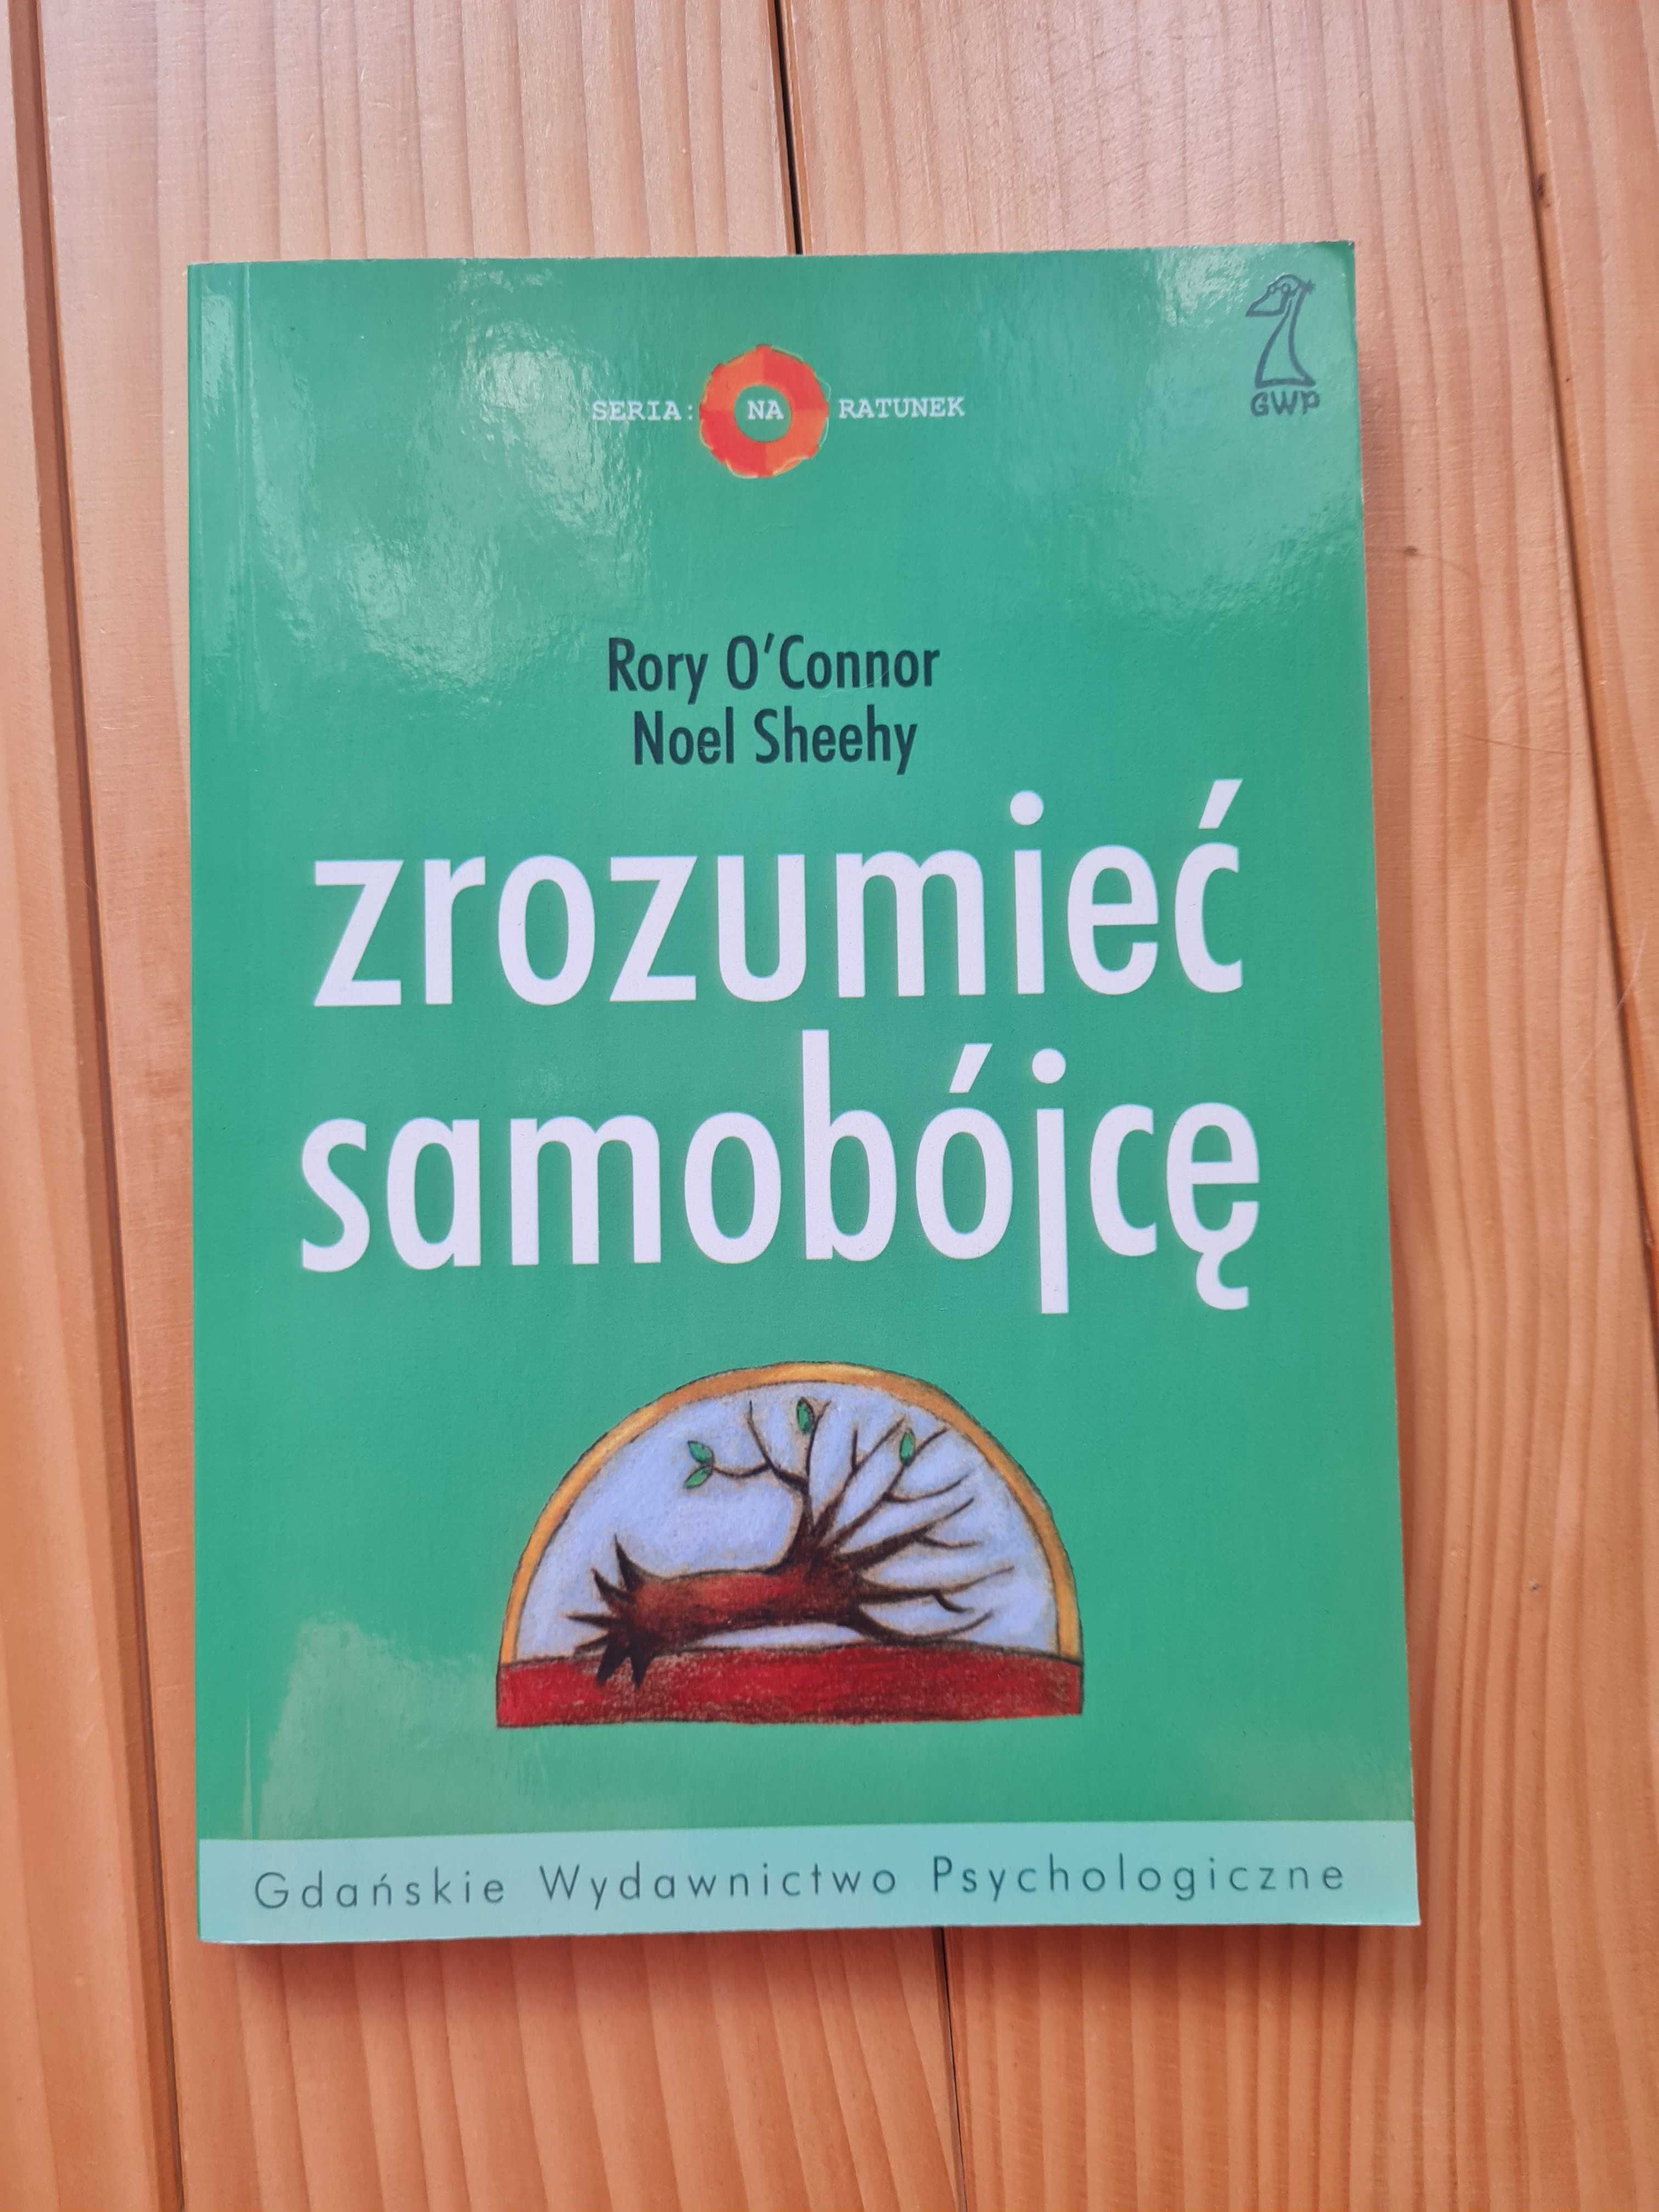 GWP
SERIA: NA RATUNEK
Rory O'Connor
Noel Sheehy
zrozumieć
samobójcę
Gdańskie Wydawnictwo Psychologiczne